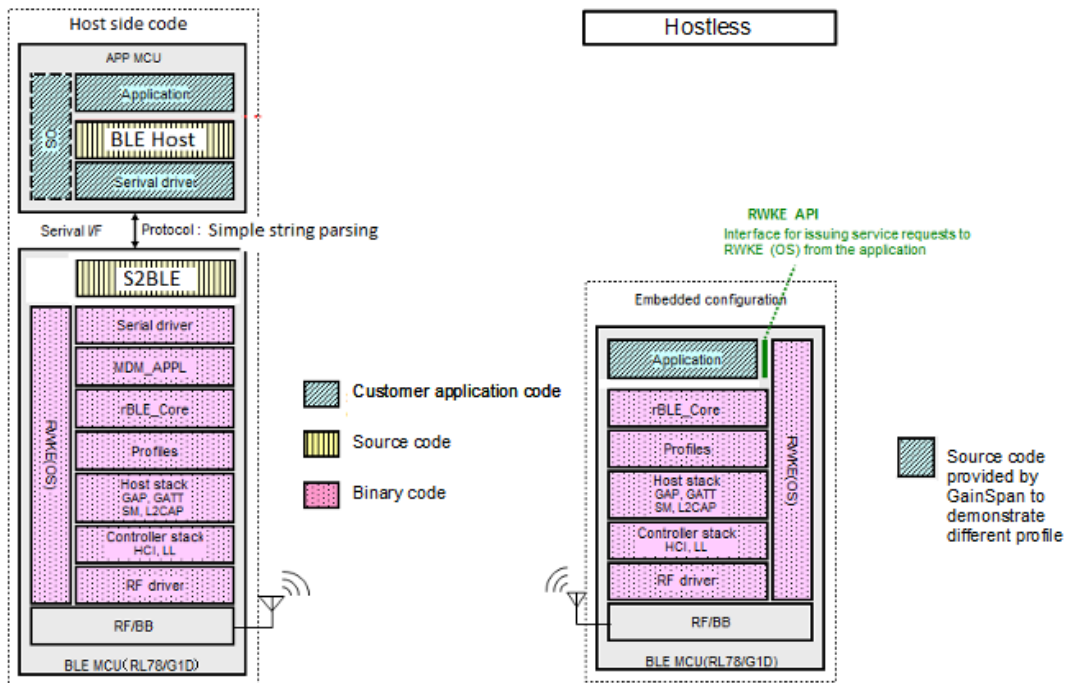 Host side code
APP MCU
OS
Application
BLE Host
Serival driver
Serival I/F
Protocol : Simple string parsing
S2BLE
RWKE(OS)
Serial driver
MDM_APPL
rBLE_Core
Profiles
Host stack
GAP, GATT
SM, L2CAP
Controller stack
HCI, LL
RF driver
RF/BB
BLE MCU(RL78/G1D)
Customer application code
Source code
Binary code
Hostless
RWKE API
Interface for issuing service requests to
RWKE (OS) from the application
Embedded configuration
Application
rBLE_Core
Profiles
Host stack
GAP, GATT
SM, L2CAP
Controller stack
HCI, LL
RF driver
RWKE(OS)
RF/BB
BLE MCU(RL78/G1D)
Source code
provided by
GainSpan to
demonstrate
different profile